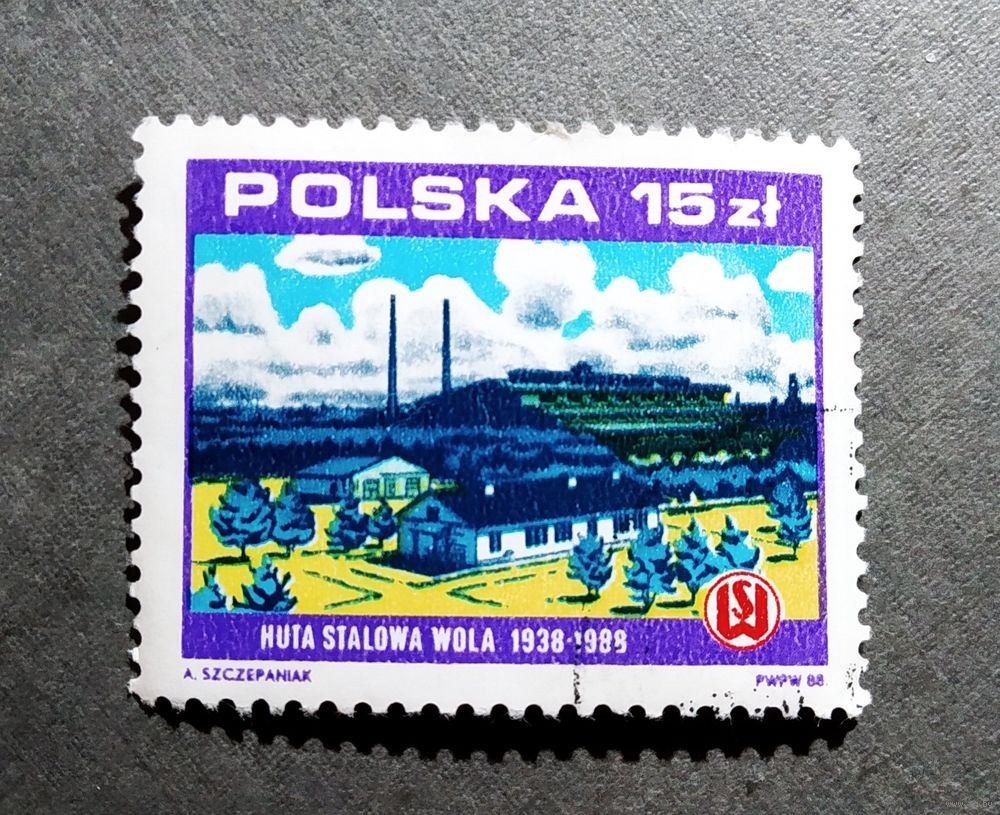 POLSKA 15 zł
HUTA STALOWA WOLA 1938-1988
A. SZCZEPANIAK
PWPW 88